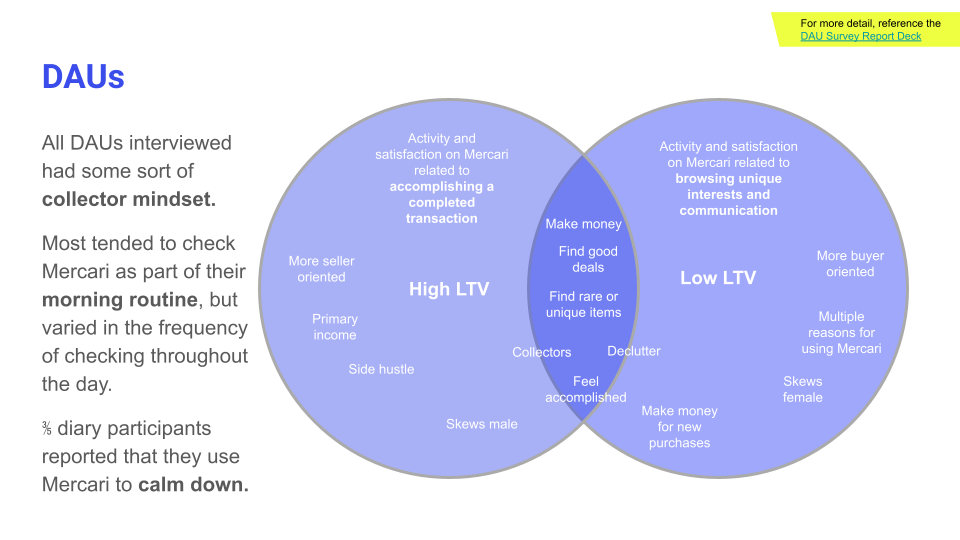 For more detail, reference the
DAU Survey Report Deck
DAUs
All DAUs interviewed
had some sort of
collector mindset.
Most tended to check
Mercari as part of their
morning routine, but
varied in the frequency
of checking throughout
the day.
⅗ diary participants
reported that they use
Mercari to calm down.
Activity and
satisfaction on Mercari
related to
accomplishing a
completed
transaction
More seller
oriented
High LTV
Primary
income
Side hustle
Skews male
Make money
Find good
deals
Find rare or
unique items
Collectors
Declutter
Feel
accomplished
Activity and satisfaction
on Mercari related to
browsing unique
interests and
communication
More buyer
oriented
Low LTV
Multiple
reasons for
using Mercari
Skews
female
Make money
for new
purchases